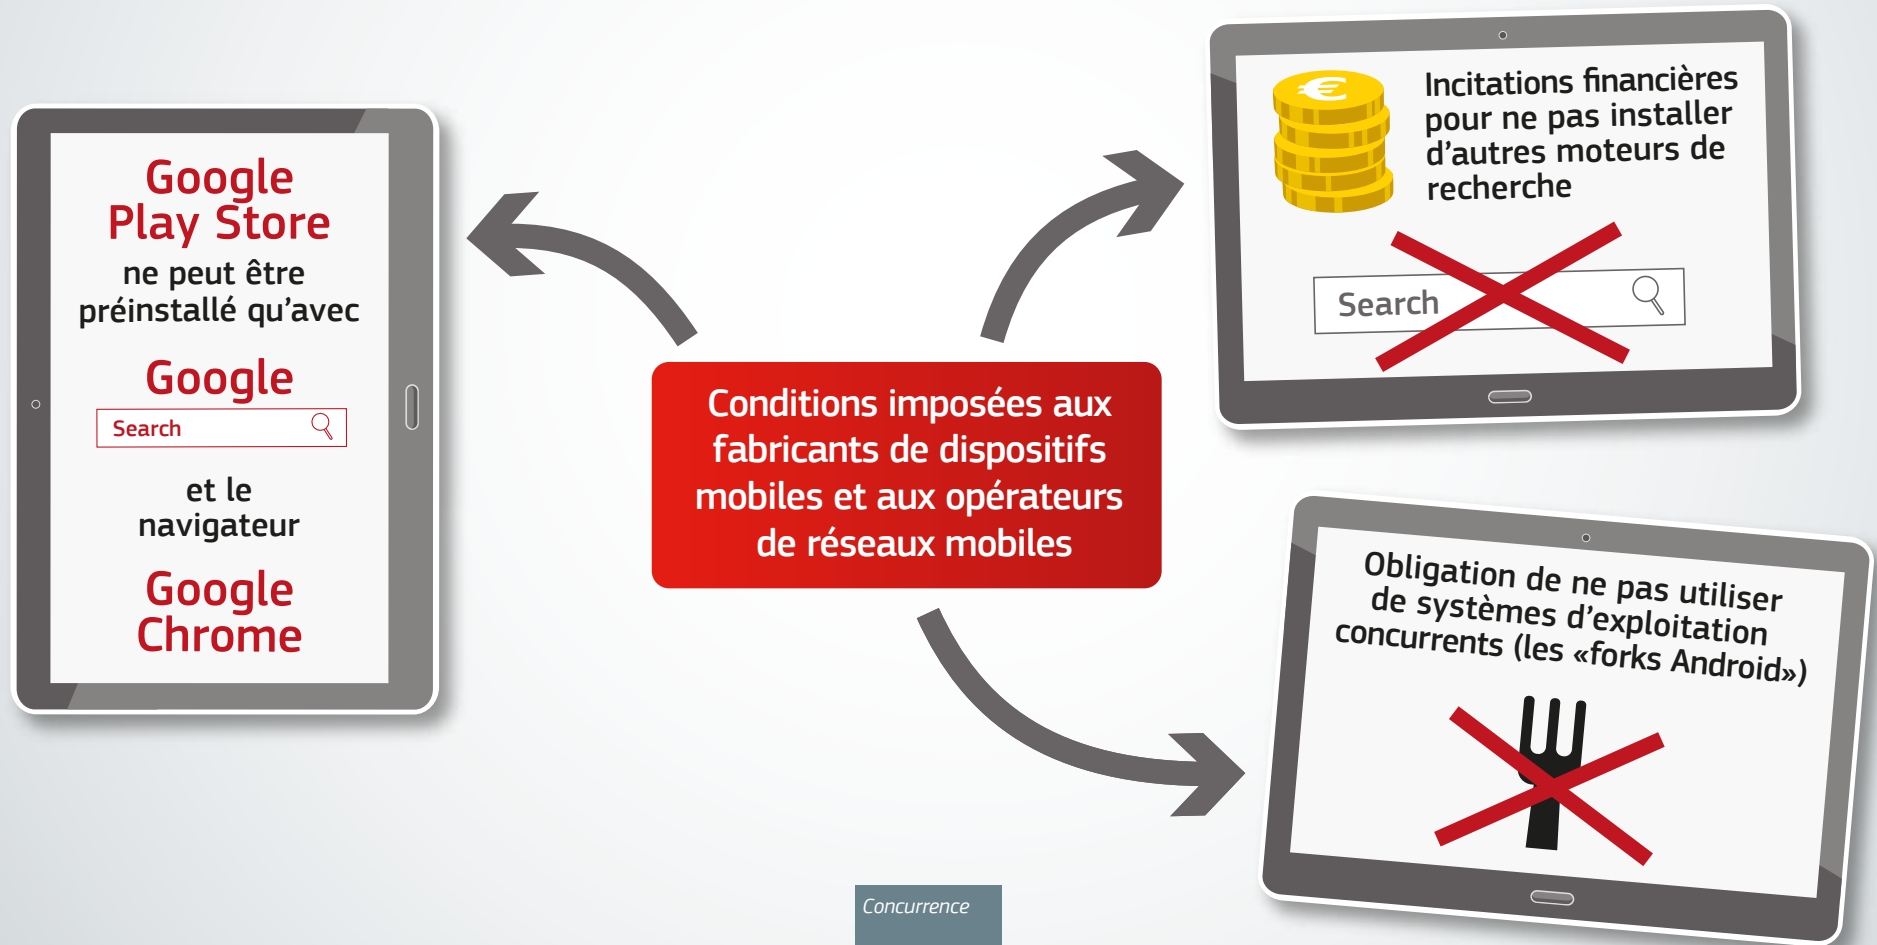 Google
Play Store
ne peut être
préinstallé qu'avec
Google
Search
et le
navigateur
Google
Chrome
Conditions imposées aux
fabricants de dispositifs
mobiles et aux opérateurs
de réseaux mobiles
€
Incitations financières
pour ne pas installer
d'autres moteurs de
recherche
Search
Obligation de ne pas utiliser
de systèmes d'exploitation
concurrents (les «forks Android»)
Concurrence